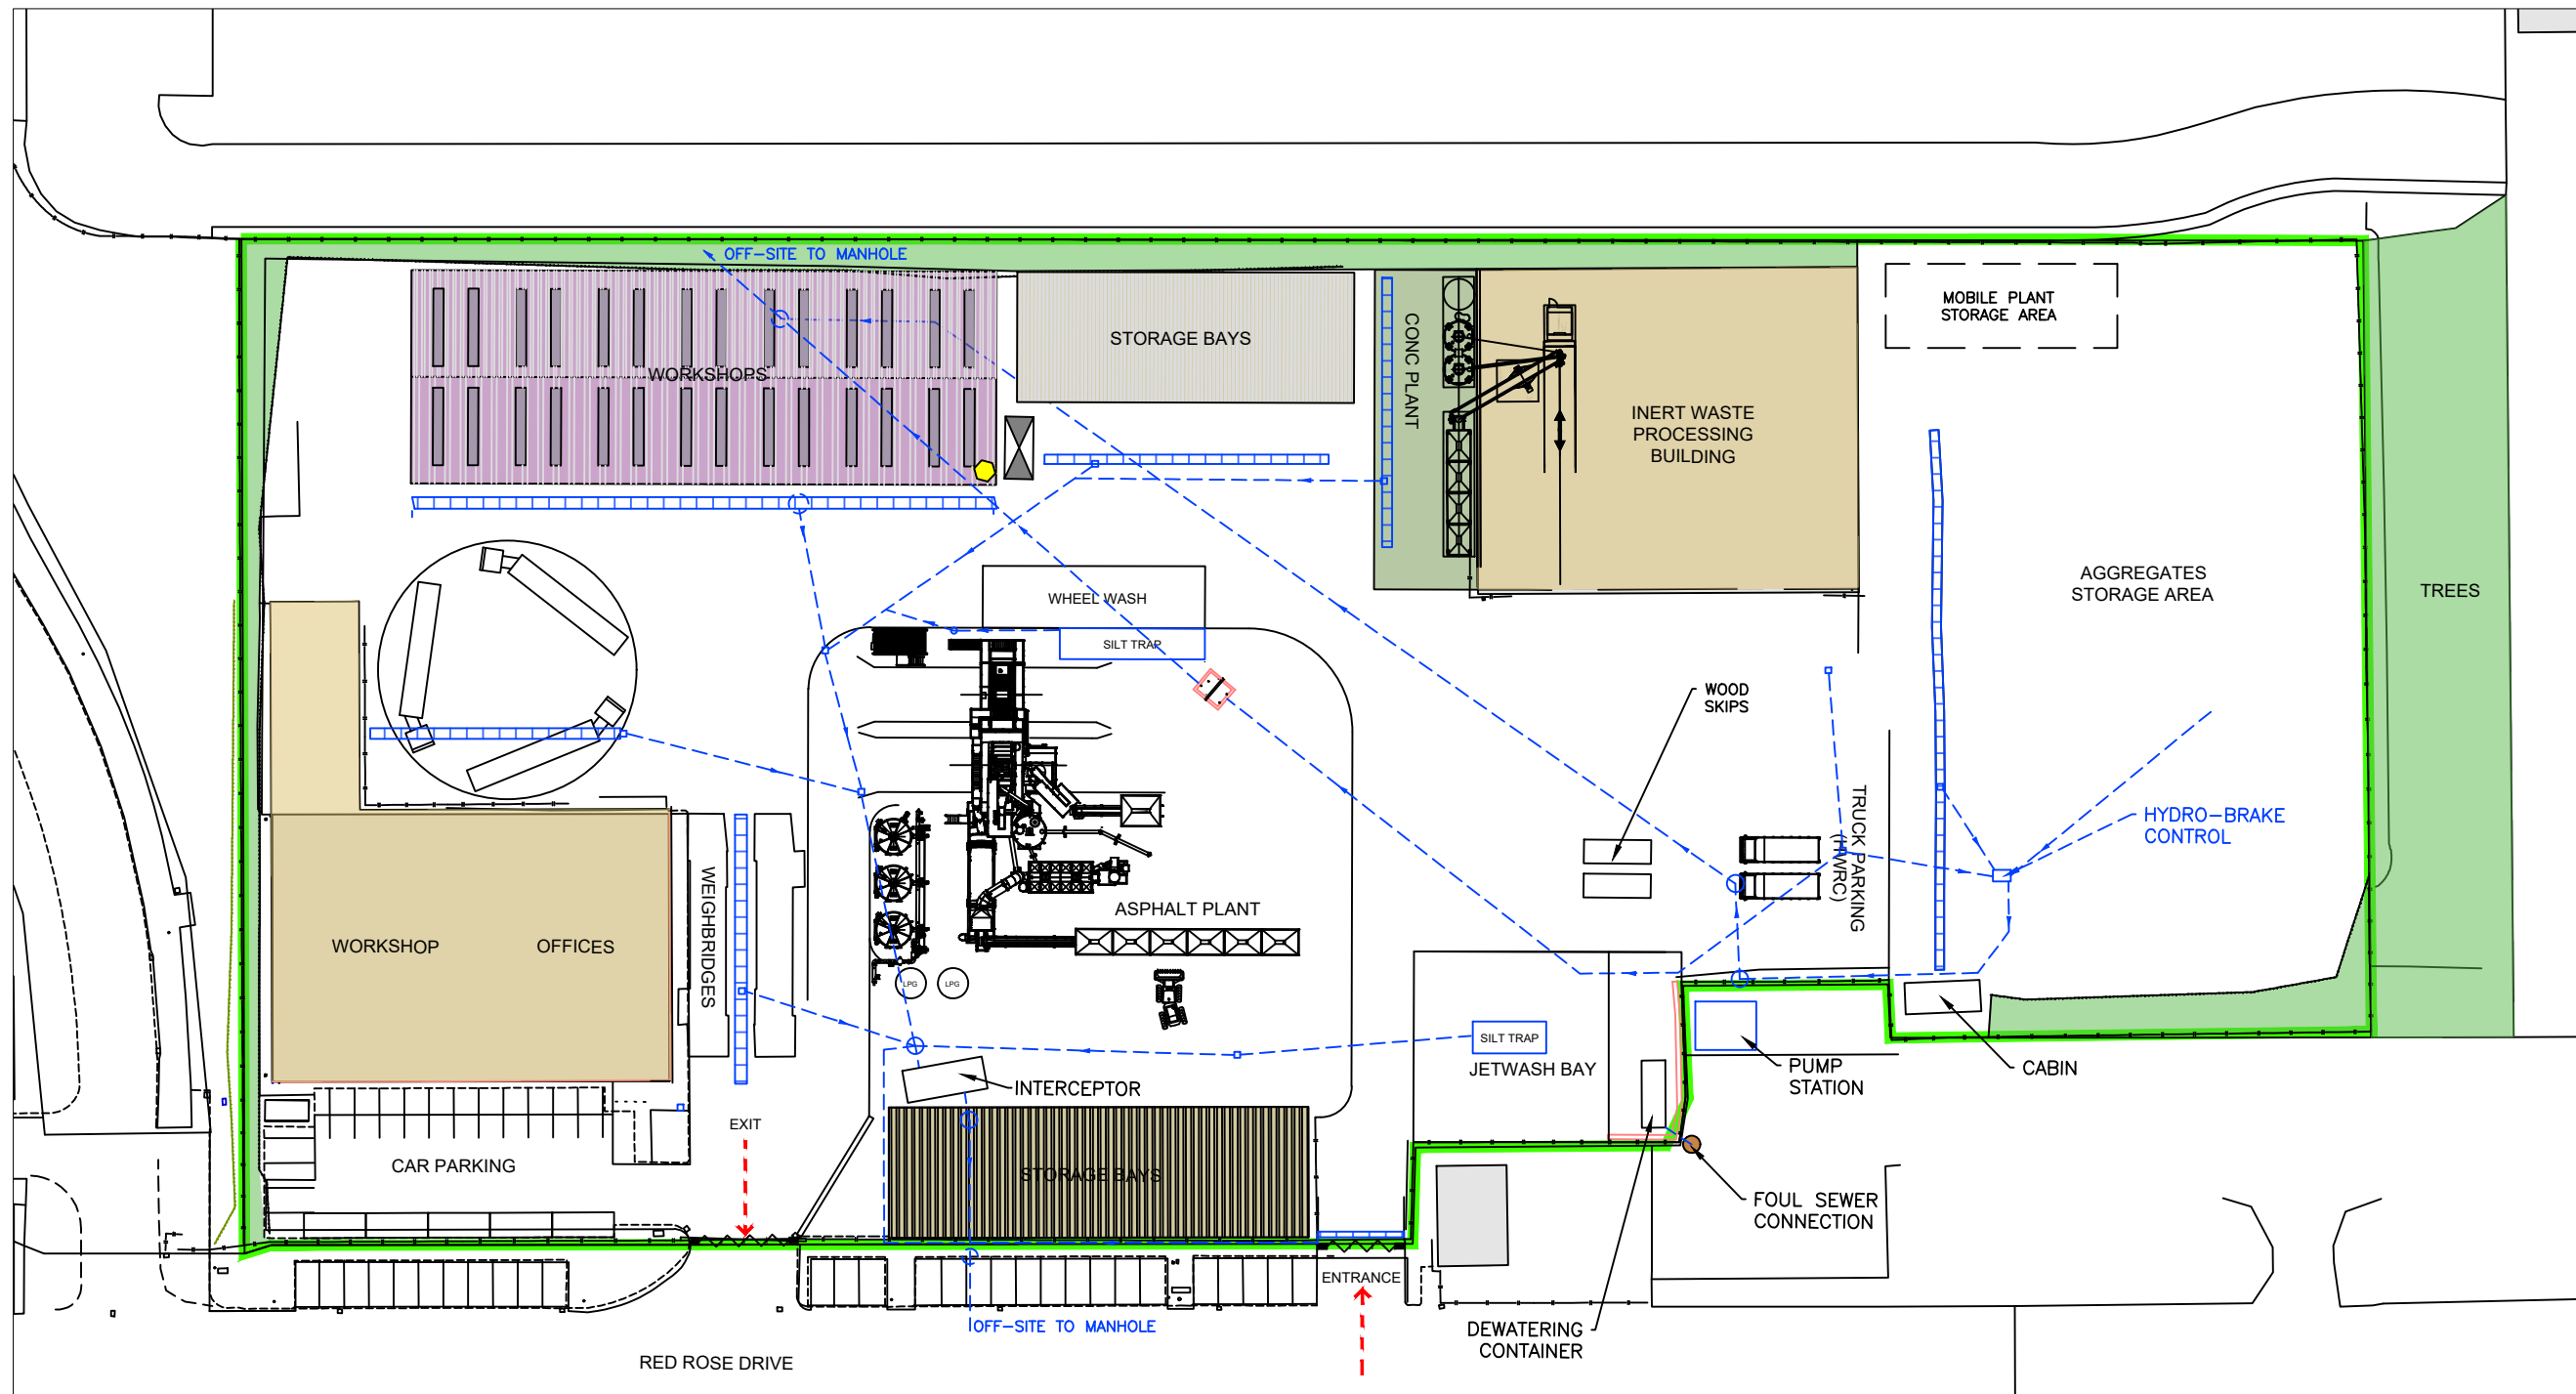 OFF-SITE TO MANHOLE
MOBILE PLANT
STORAGE AREA
STORAGE BAYS
CONC PLANT
WORKSHOPS
INERT WASTE
PROCESSING
BUILDING
AGGREGATES
STORAGE AREA
TREES
WHEEL WASH
SILT TRAP
WOOD
SKIPS
TRUCK PARKING
(HWRC)
HYDRO-BRAKE
CONTROL
WEIGHBRIDGES
ASPHALT PLANT
WORKSHOP
OFFICES
LPG
LPG
SILT TRAP
JETWASH BAY
PUMP
STATION
CABIN
INTERCEPTOR
EXIT
CAR PARKING
STORAGE BAYS
FOUL SEWER
CONNECTION
ENTRANCE
OFF-SITE TO MANHOLE
DEWATERING
CONTAINER
RED ROSE DRIVE